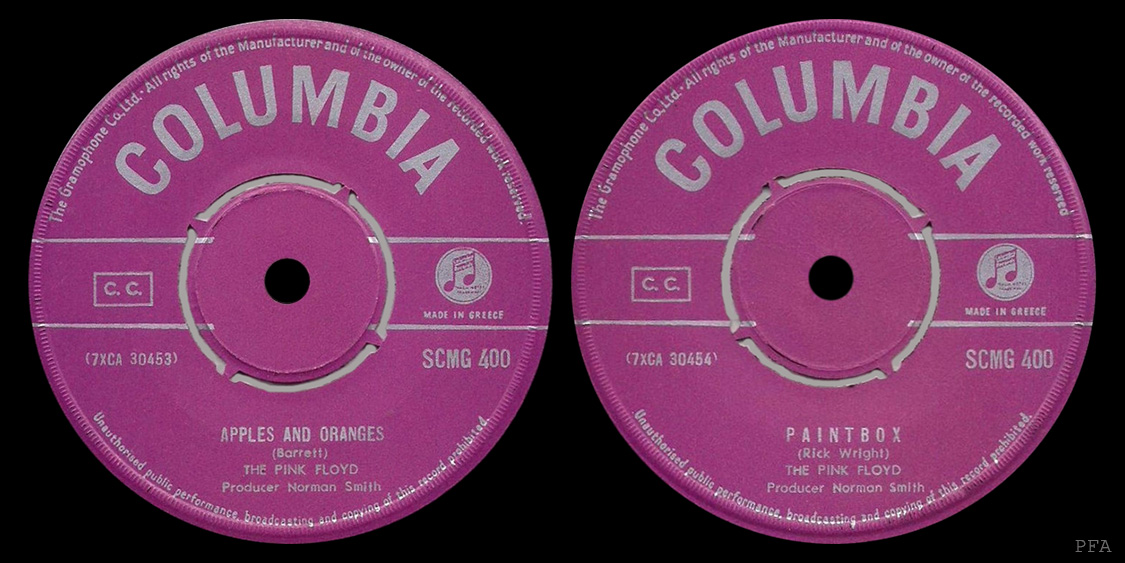 The Gramophone Co. Ltd. · All rights of the Manufacturer and of the owner of the recorded work reserved
COLUMBIA
C. C.
MADE IN GREECE
(7XCA 30453)
SCMG 400
APPLES AND ORANGES
(Barrett)
THE PINK FLOYD
Producer Norman Smith
Unauthorised public performance, broadcasting and copying of this record prohibited.
The Gramophone Co. Ltd. · All rights of the Manufacturer and of the owner of the recorded work reserved
COLUMBIA
C. C.
MADE IN GREECE
(7XCA 30454)
SCMG 400
PAINTBOX
(Rick Wright)
THE PINK FLOYD
Producer Norman Smith
Unauthorised public performance, broadcasting and copying of this record prohibited.
PFA